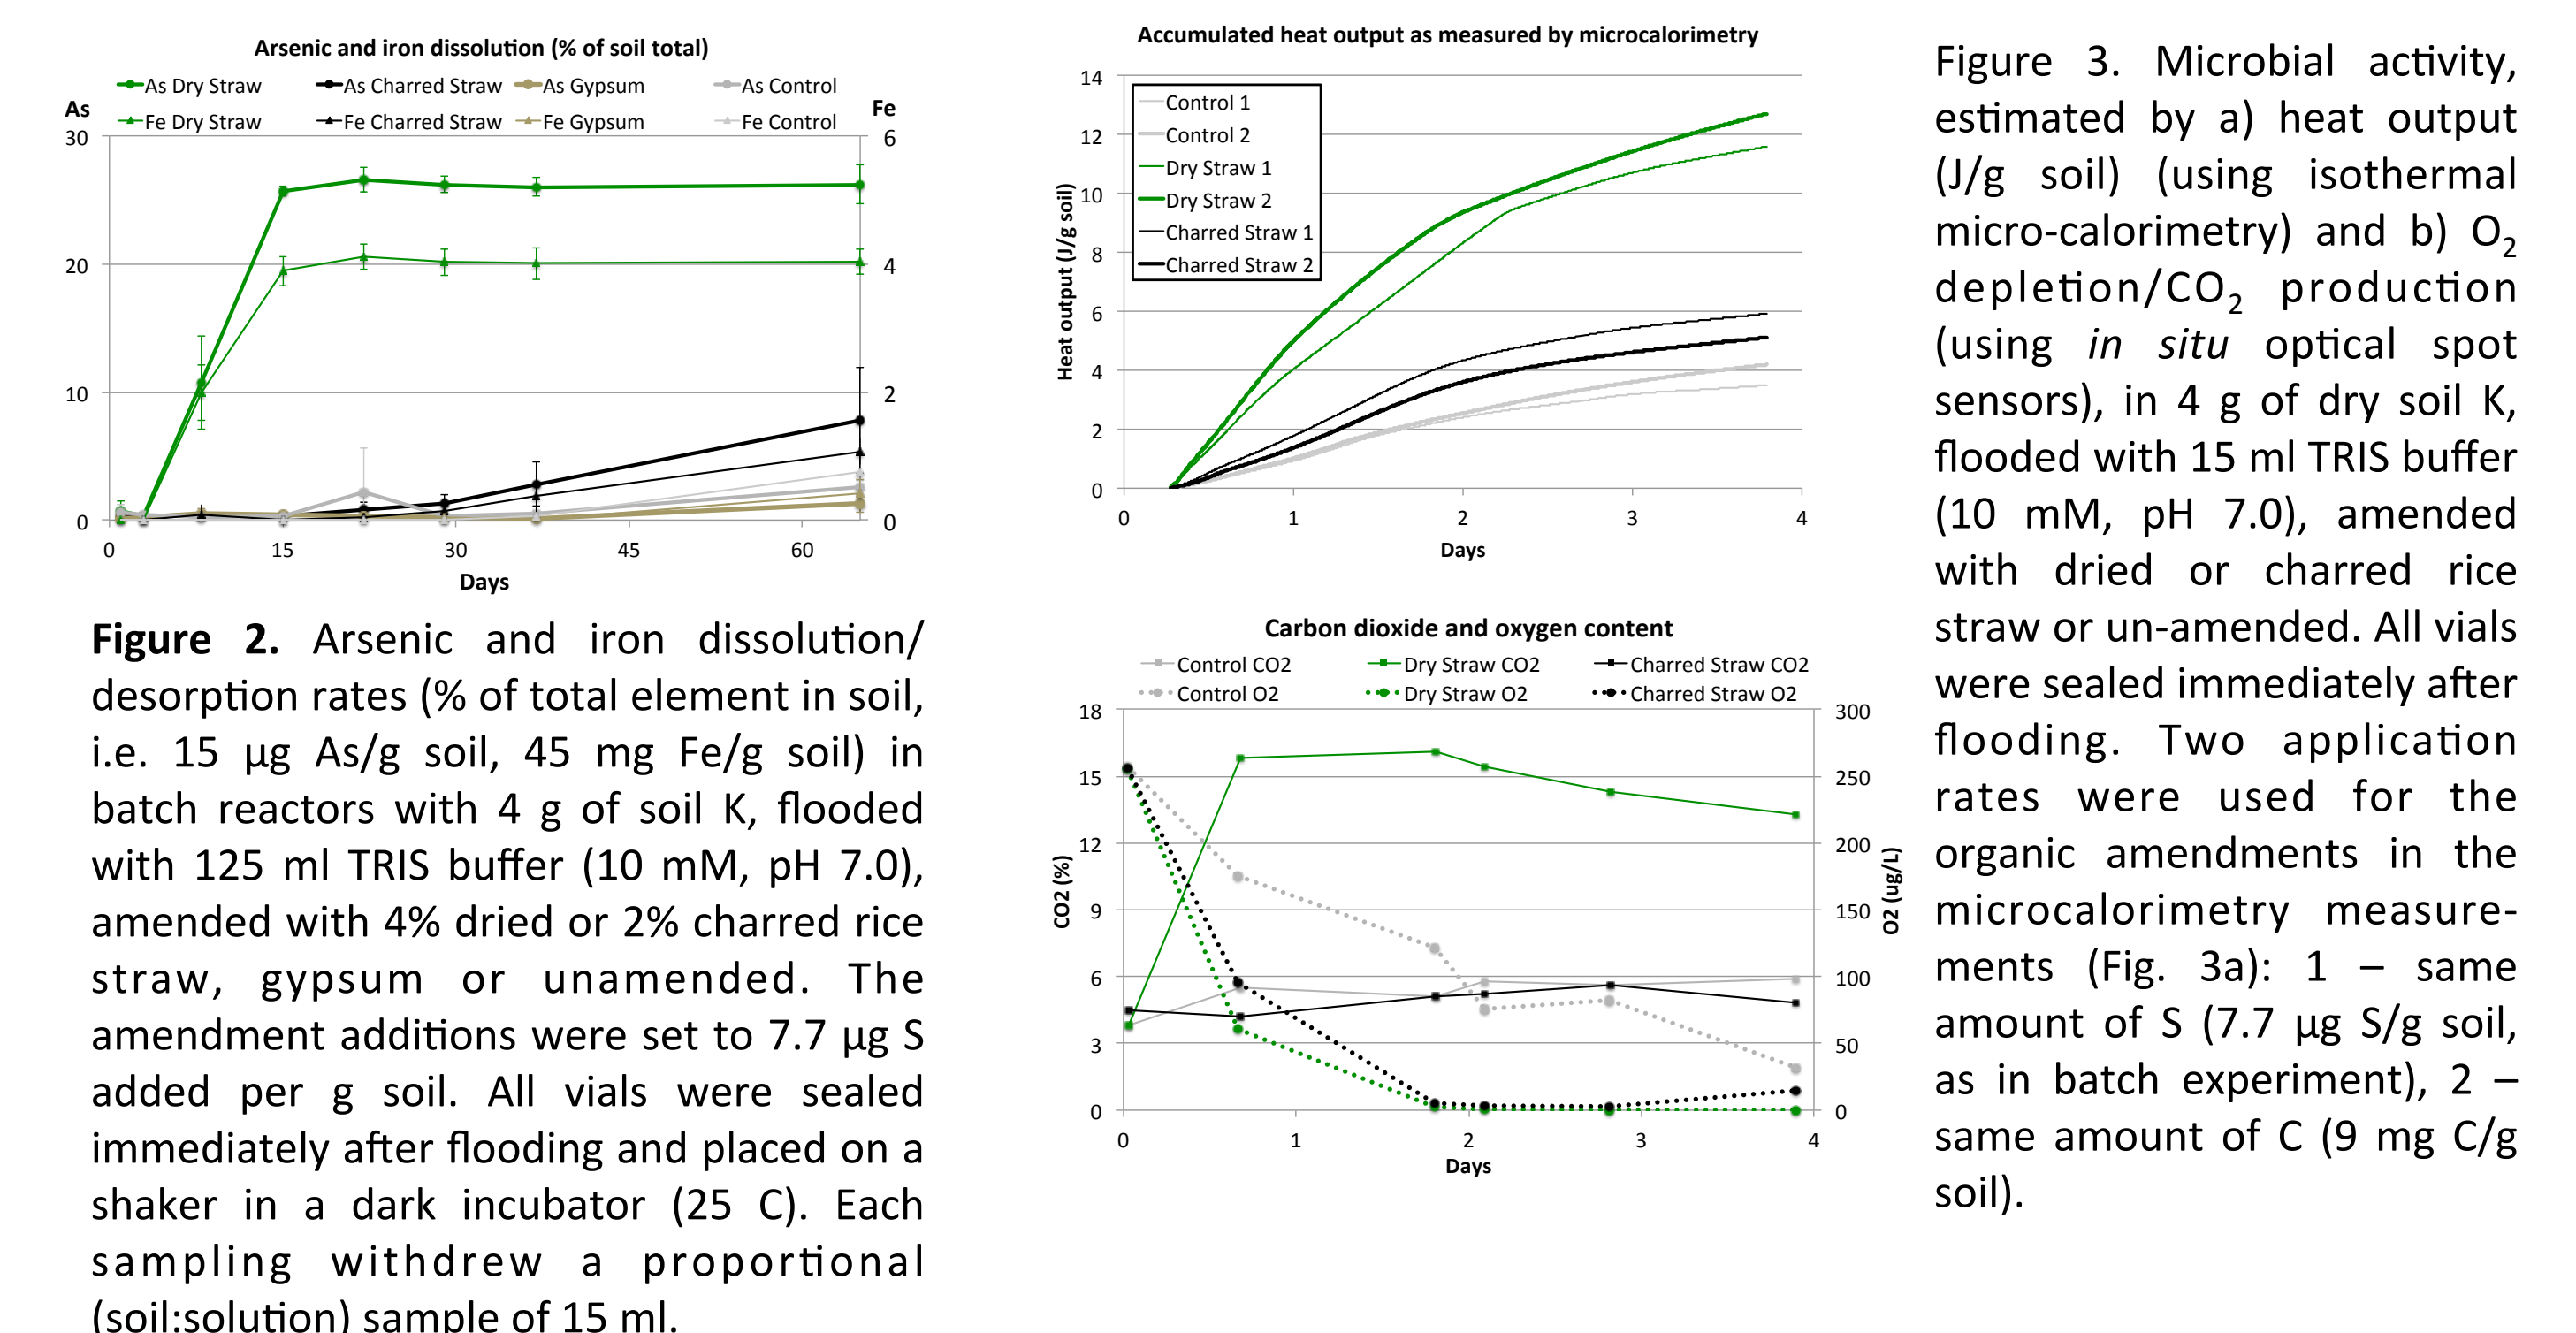 Arsenic and iron dissolution (% of soil total)
As Dry Straw As Charred Straw As Gypsum As Control
As Fe
Fe Dry Straw Fe Charred Straw Fe Gypsum Fe Control
30 6
20 4
10 2
0 0
0 15 30 45 60
Days
Figure 2. Arsenic and iron dissolution/
desorption rates (% of total element in soil,
i.e. 15 µg As/g soil, 45 mg Fe/g soil) in
batch reactors with 4 g of soil K, flooded
with 125 ml TRIS buffer (10 mM, pH 7.0),
amended with 4% dried or 2% charred rice
straw, gypsum or unamended. The
amendment additions were set to 7.7 µg S
added per g soil. All vials were sealed
immediately after flooding and placed on a
shaker in a dark incubator (25 C). Each
sampling withdrew a proportional
(soil:solution) sample of 15 ml.
Accumulated heat output as measured by microcalorimetry
Heat output (J/g soil)
14
12
10
8
6
4
2
0
Control 1
Control 2
Dry Straw 1
Dry Straw 2
Charred Straw 1
Charred Straw 2
0 1 2 3 4
Days
Carbon dioxide and oxygen content
Control CO2 Dry Straw CO2 Charred Straw CO2
Control O2 Dry Straw O2 Charred Straw O2
CO2 (%)
18 300
15 250
12 200
9 150
6 100
3 50
0 0
O2 (ug/L)
0 1 2 3 4
Days
Figure 3. Microbial activity,
estimated by a) heat output
(J/g soil) (using isothermal
micro-calorimetry) and b) O2
depletion/CO2 production
(using in situ optical spot
sensors), in 4 g of dry soil K,
flooded with 15 ml TRIS buffer
(10 mM, pH 7.0), amended
with dried or charred rice
straw or un-amended. All vials
were sealed immediately after
flooding. Two application
rates were used for the
organic amendments in the
microcalorimetry measure-
ments (Fig. 3a): 1 – same
amount of S (7.7 µg S/g soil,
as in batch experiment), 2 –
same amount of C (9 mg C/g
soil).